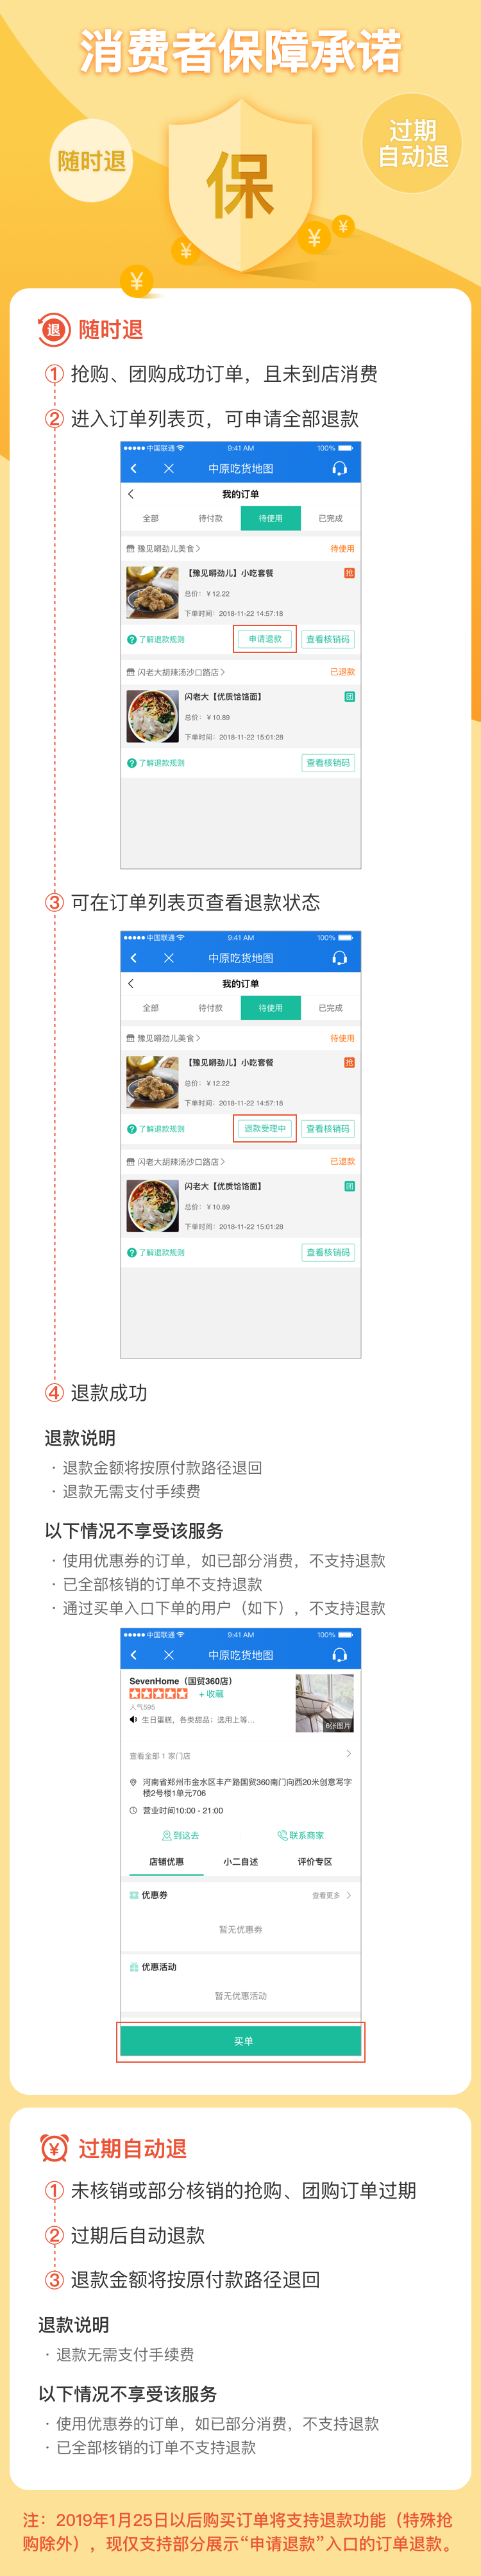 消费者保障承诺
随时退
保
过期
自动退
¥
¥
¥
¥
退 随时退
① 抢购、团购成功订单，且未到店消费
② 进入订单列表页，可申请全部退款
中国联通 9:41 AM 100%
中原吃货地图
我的订单
全部 待付款 待使用 已完成
豫见嘚劲儿美食 待使用
【豫见嘚劲儿】小吃套餐 抢
总价：￥12.22
下单时间：2018-11-22 14:57:18
? 了解退款规则 申请退款 查看核销码
闪老大胡辣汤沙口路店 已退款
闪老大【优质饸饹面】 团
总价：￥10.89
下单时间：2018-11-22 15:01:28
? 了解退款规则 查看核销码
③ 可在订单列表页查看退款状态
中国联通 9:41 AM 100%
中原吃货地图
我的订单
全部 待付款 待使用 已完成
豫见嘚劲儿美食 待使用
【豫见嘚劲儿】小吃套餐 抢
总价：￥12.22
下单时间：2018-11-22 14:57:18
? 了解退款规则 退款受理中 查看核销码
闪老大胡辣汤沙口路店 已退款
闪老大【优质饸饹面】 团
总价：￥10.89
下单时间：2018-11-22 15:01:28
? 了解退款规则 查看核销码
④ 退款成功
退款说明
· 退款金额将按原付款路径退回
· 退款无需支付手续费
以下情况不享受该服务
· 使用优惠券的订单，如已部分消费，不支持退款
· 已全部核销的订单不支持退款
· 通过买单入口下单的用户（如下），不支持退款
中国联通 9:41 AM 100%
中原吃货地图
SevenHome（国贸360店）
+ 收藏
人气595
生日蛋糕，各类甜品；选用上等...
6张图片
查看全部 1 家门店
河南省郑州市金水区丰产路国贸360南门向西20米创意写字
楼2号楼1单元706
营业时间10:00 - 21:00
到这去 联系商家
店铺优惠 小二自述 评价专区
优惠券 查看更多
暂无优惠券
优惠活动
暂无优惠活动
买单
¥ 过期自动退
① 未核销或部分核销的抢购、团购订单过期
② 过期后自动退款
③ 退款金额将按原付款路径退回
退款说明
· 退款无需支付手续费
以下情况不享受该服务
· 使用优惠券的订单，如已部分消费，不支持退款
· 已全部核销的订单不支持退款
注：2019年1月25日以后购买订单将支持退款功能（特殊抢
购除外），现仅支持部分展示“申请退款”入口的订单退款。